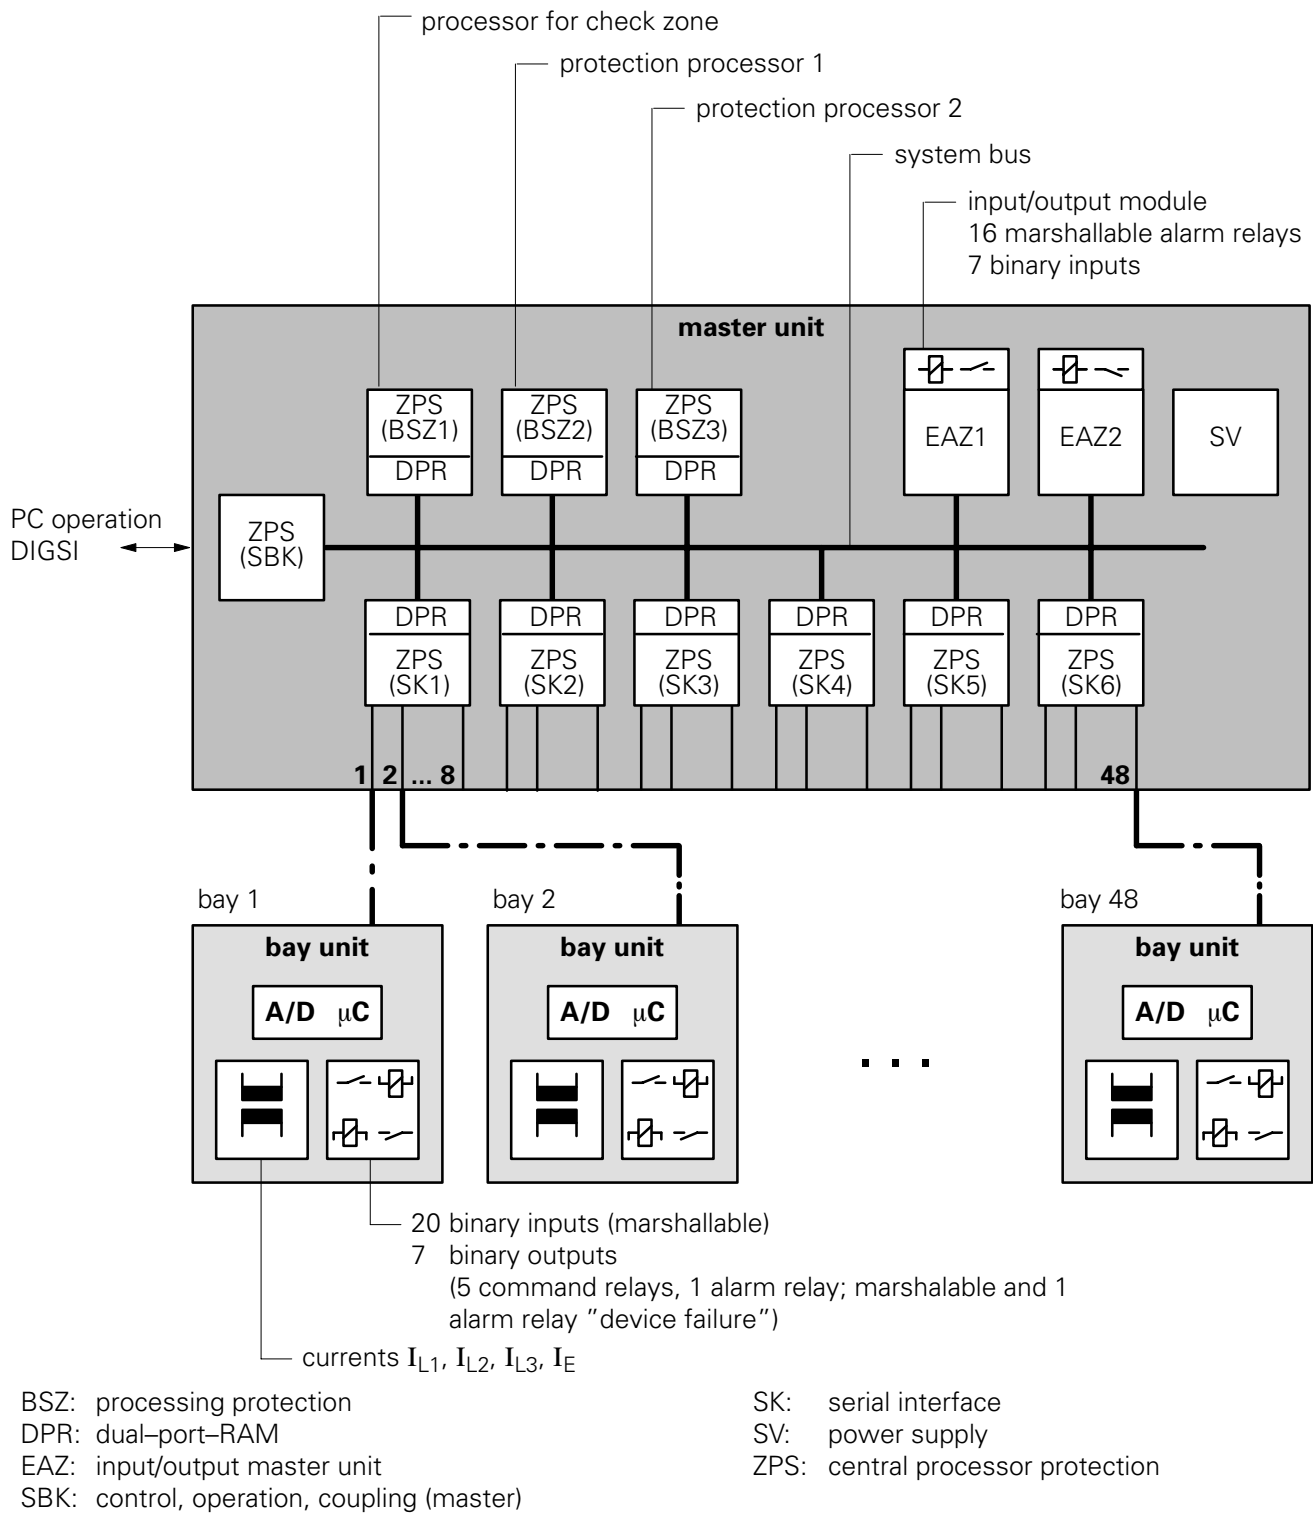 processor for check zone
protection processor 1
protection processor 2
system bus
input/output module
16 marshallable alarm relays
7 binary inputs
master unit
ZPS
(BSZ1)
DPR
ZPS
(BSZ2)
DPR
ZPS
(BSZ3)
DPR
EAZ1
EAZ2
SV
PC operation
DIGSI
ZPS
(SBK)
DPR
ZPS
(SK1)
DPR
ZPS
(SK2)
DPR
ZPS
(SK3)
DPR
ZPS
(SK4)
DPR
ZPS
(SK5)
DPR
ZPS
(SK6)
1 2 ... 8
48
bay 1
bay 2
bay 48
bay unit
bay unit
bay unit
A/D µC
A/D µC
A/D µC
. . .
20 binary inputs (marshallable)
7 binary outputs
(5 command relays, 1 alarm relay; marshalable and 1
alarm relay ”device failure”)
currents IL1, IL2, IL3, IE
BSZ: processing protection
DPR: dual–port–RAM
EAZ: input/output master unit
SBK: control, operation, coupling (master)
SK: serial interface
SV: power supply
ZPS: central processor protection